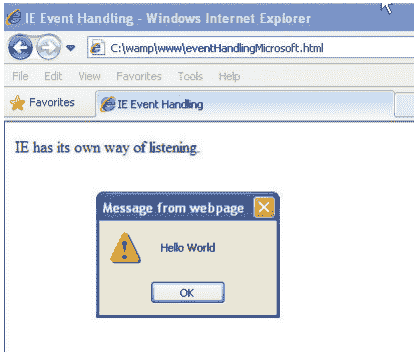 IE Event Handling - Windows Internet Explorer
C:\wamp\www\eventHandlingMicrosoft.html
File Edit View Favorites Tools Help
Favorites IE Event Handling
IE has its own way of listening.
Message from webpage
Hello World
OK